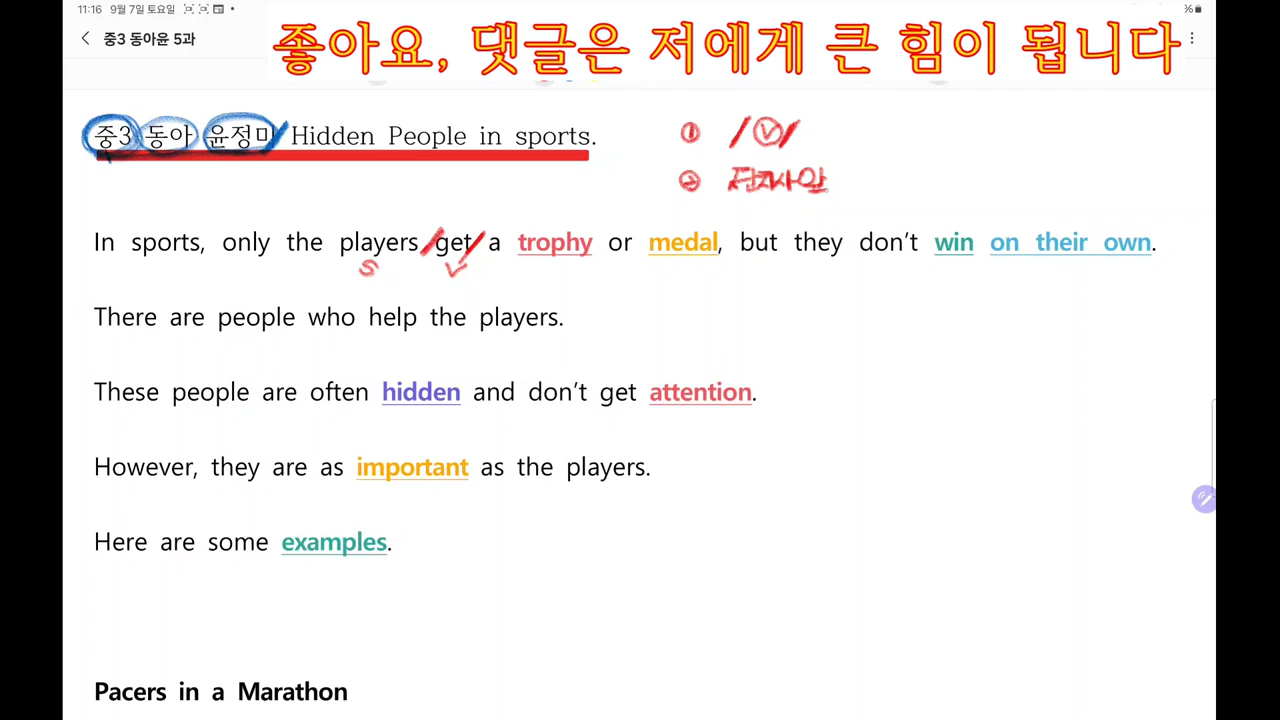 11:16 9월 7일 토요일
중3 동아윤 5과
좋아요, 댓글은 저에게 큰 힘이 됩니다
중3 동아 윤정미 Hidden People in sports.
① / Ⓥ /
② 전치사 앞
In sports, only the players / get / a trophy or medal, but they don't win on their own.
S V
There are people who help the players.
These people are often hidden and don't get attention.
However, they are as important as the players.
Here are some examples.
Pacers in a Marathon